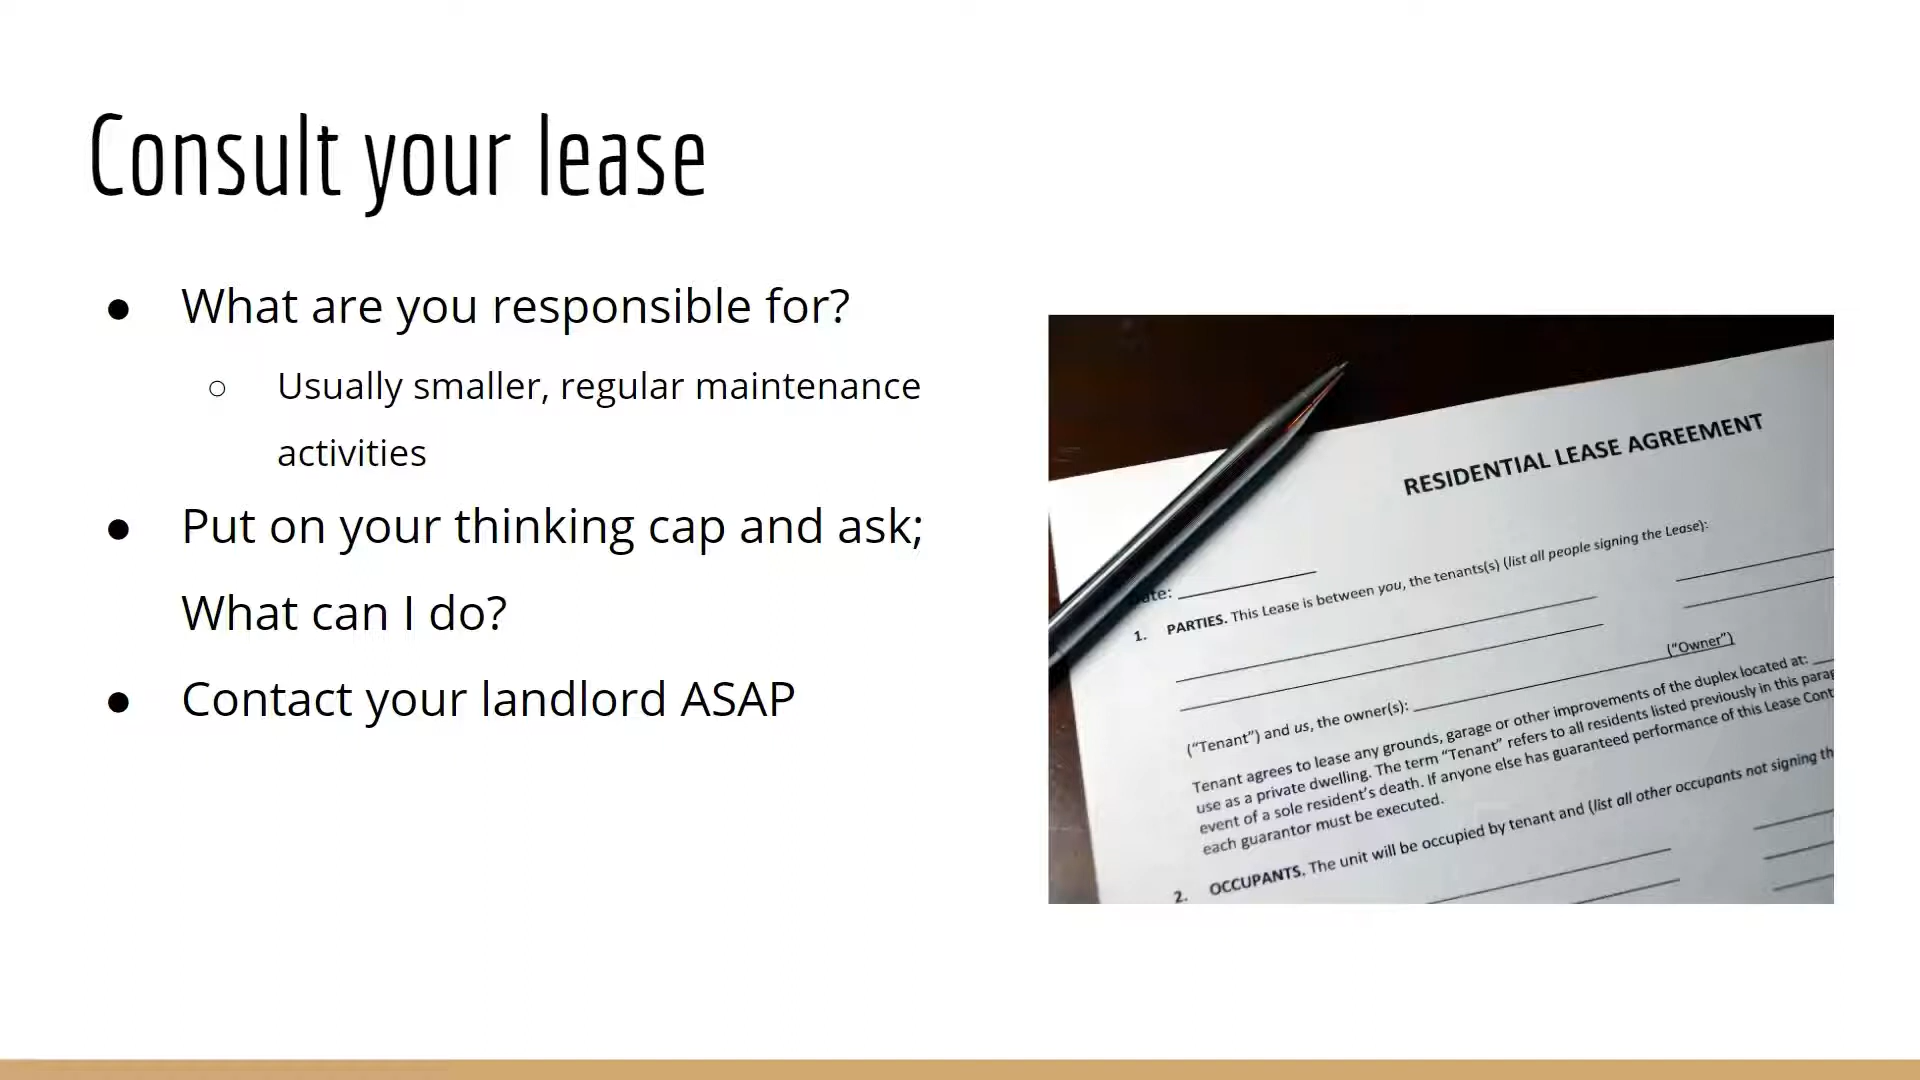 Consult your lease
● What are you responsible for?
○ Usually smaller, regular maintenance
activities
● Put on your thinking cap and ask;
What can I do?
● Contact your landlord ASAP
RESIDENTIAL LEASE AGREEMENT
1. PARTIES. This Lease is between you, the tenants(s) (list all people signing the Lease):
("Owner")
("Tenant") and us, the owner(s):
Tenant agrees to lease any grounds, garage or other improvements of the duplex located at:
use as a private dwelling. The term "Tenant" refers to all residents listed previously in this
event of a sole resident's death. If anyone else has guaranteed performance of this Lease
each guarantor must be executed.
2. OCCUPANTS. The unit will be occupied by tenant and (list all other occupants not signing